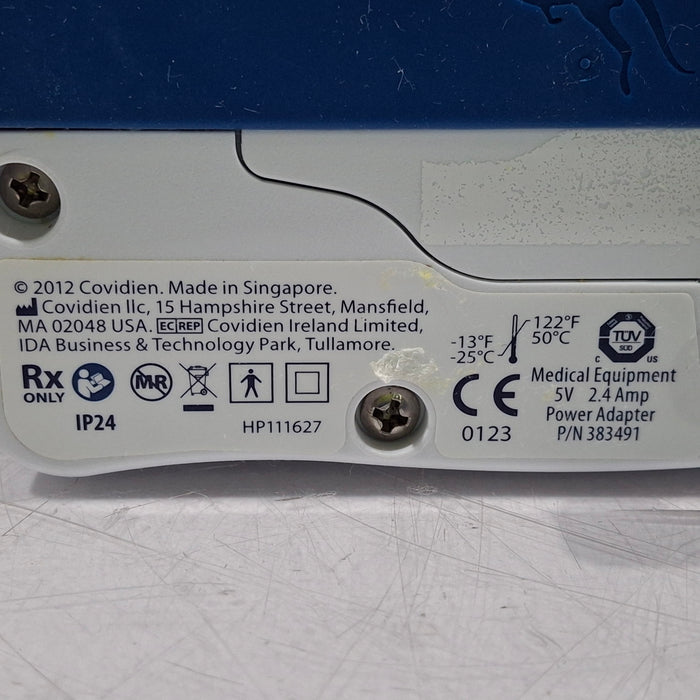 © 2012 Covidien. Made in Singapore.
Covidien llc, 15 Hampshire Street, Mansfield,
MA 02048 USA. EC REP Covidien Ireland Limited,
IDA Business & Technology Park, Tullamore.
Rx
ONLY
MR
IP24
HP111627
-13°F
-25°C
122°F
50°C
0123
TÜV
SÜD
C US
Medical Equipment
5V 2.4 Amp
Power Adapter
P/N 383491